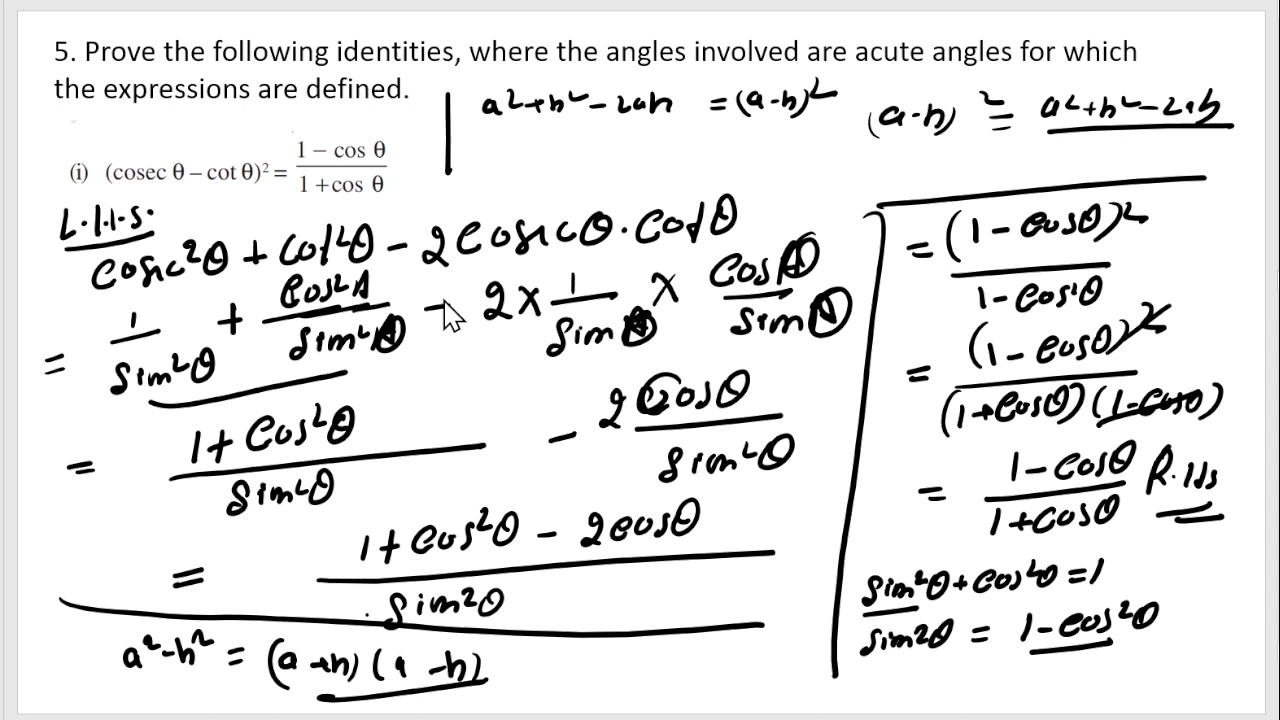 5. Prove the following identities, where the angles involved are acute angles for which
the expressions are defined.
a²+b²-2ab = (a-b)²
(a-b)² = a²+b²-2ab
(i) (cosec θ – cot θ)² = 1 – cos θ / 1 + cos θ
L.H.S.
Cosec²θ + Cot²θ - 2Cosecθ.Cotθ
= 1/Sin²θ + Cos²A/Sin²θ - 2 × 1/Sinθ × Cosθ/Sinθ
= 1+Cos²θ/Sin²θ - 2Cosθ/Sin²θ
= 1+Cos²θ - 2cosθ/Sin²θ
a²-b² = (a+b)(a-b)
= (1-Cosθ)²/1-Cos²θ
= (1-Cosθ)²/(1+Cosθ)(1-Cosθ)
= 1-Cosθ/1+Cosθ R.Hs
Sin²θ+Cos²θ=1
Sin²θ = 1-Cos²θ